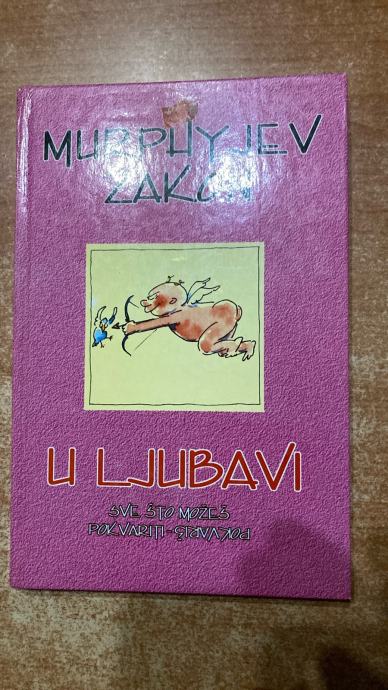 MURPHYJEV
ZAKON
U LJUBAVI
SVE ŠTO MOŽEŠ
POKVARITI - POKVARIŠ